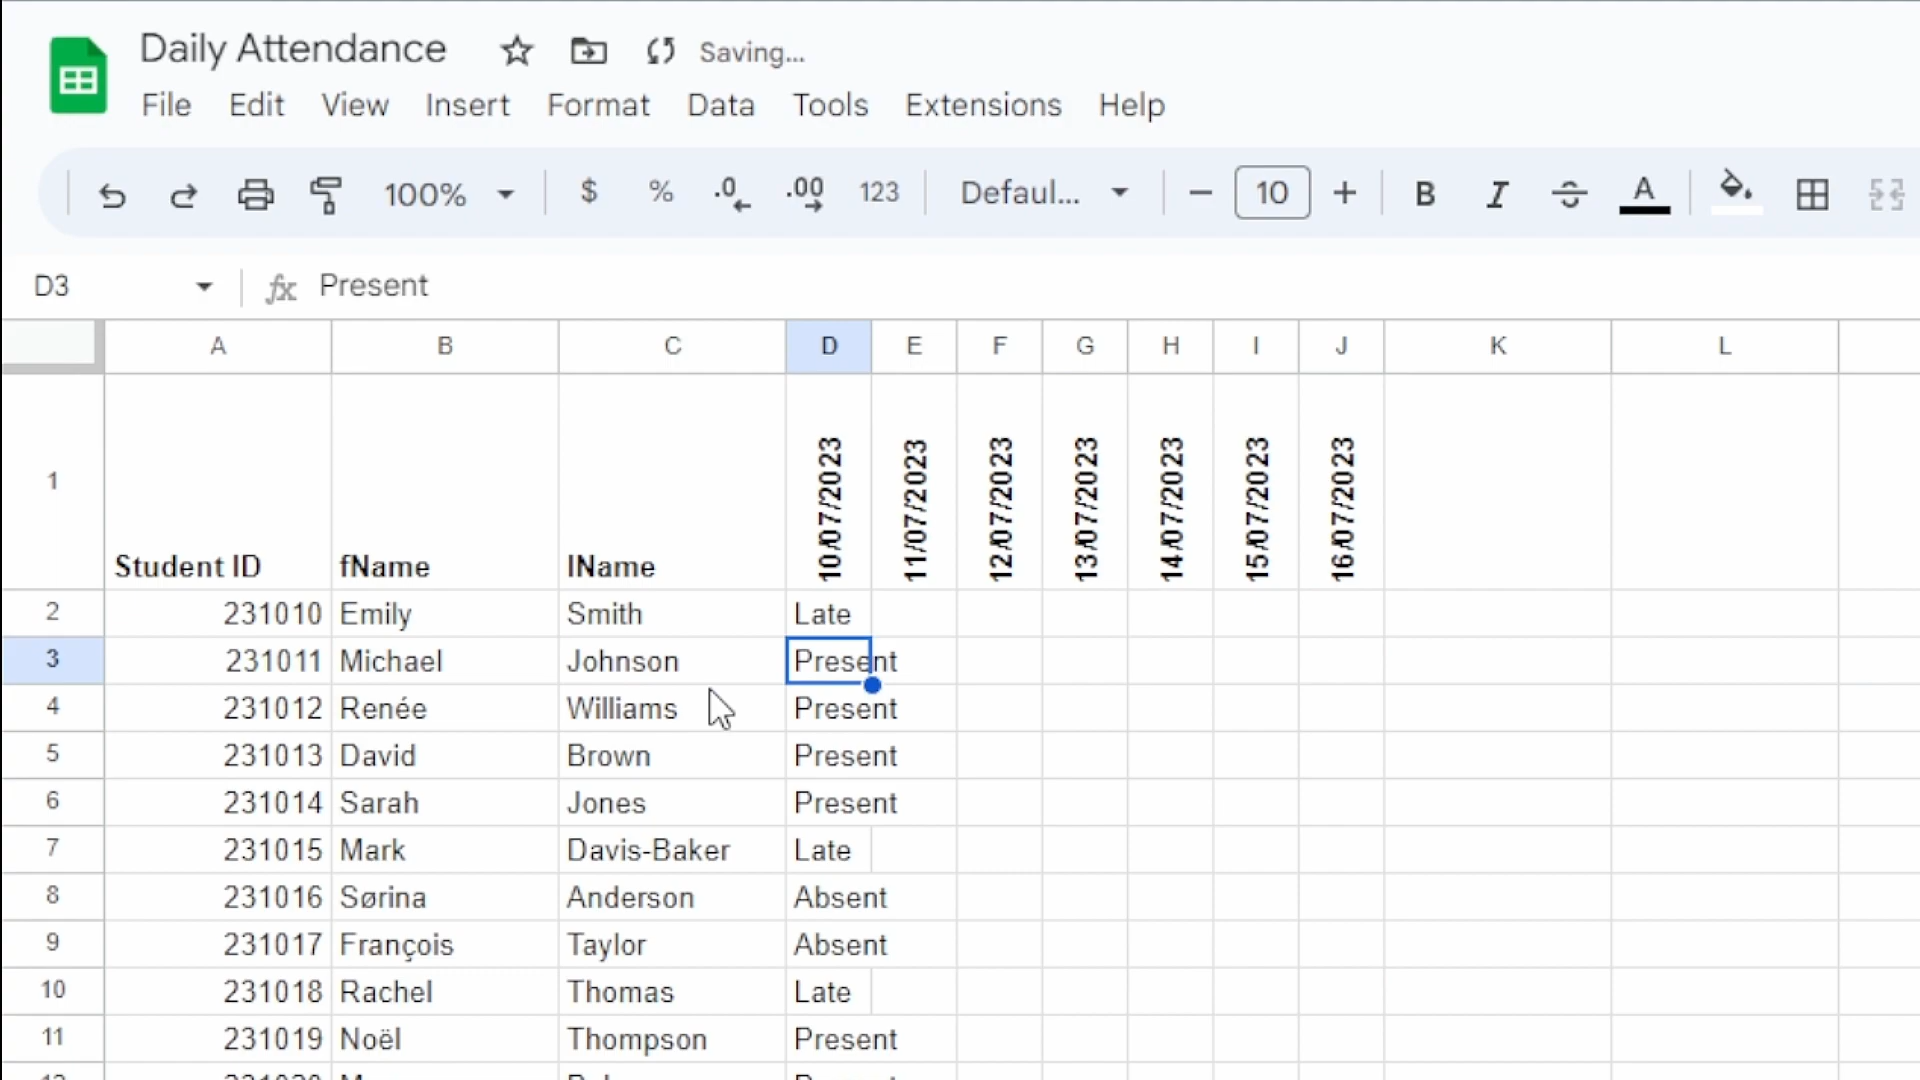 Daily Attendance Saving...
File Edit View Insert Format Data Tools Extensions Help
100% $ % .0 .00 123 Defaul... 10 B I A
D3 fx Present
A B C D E F G H I J K L
1 Student ID fName lName 10/07/2023 11/07/2023 12/07/2023 13/07/2023 14/07/2023 15/07/2023 16/07/2023
2 231010 Emily Smith Late
3 231011 Michael Johnson Present
4 231012 Renée Williams Present
5 231013 David Brown Present
6 231014 Sarah Jones Present
7 231015 Mark Davis-Baker Late
8 231016 Sørina Anderson Absent
9 231017 François Taylor Absent
10 231018 Rachel Thomas Late
11 231019 Noël Thompson Present